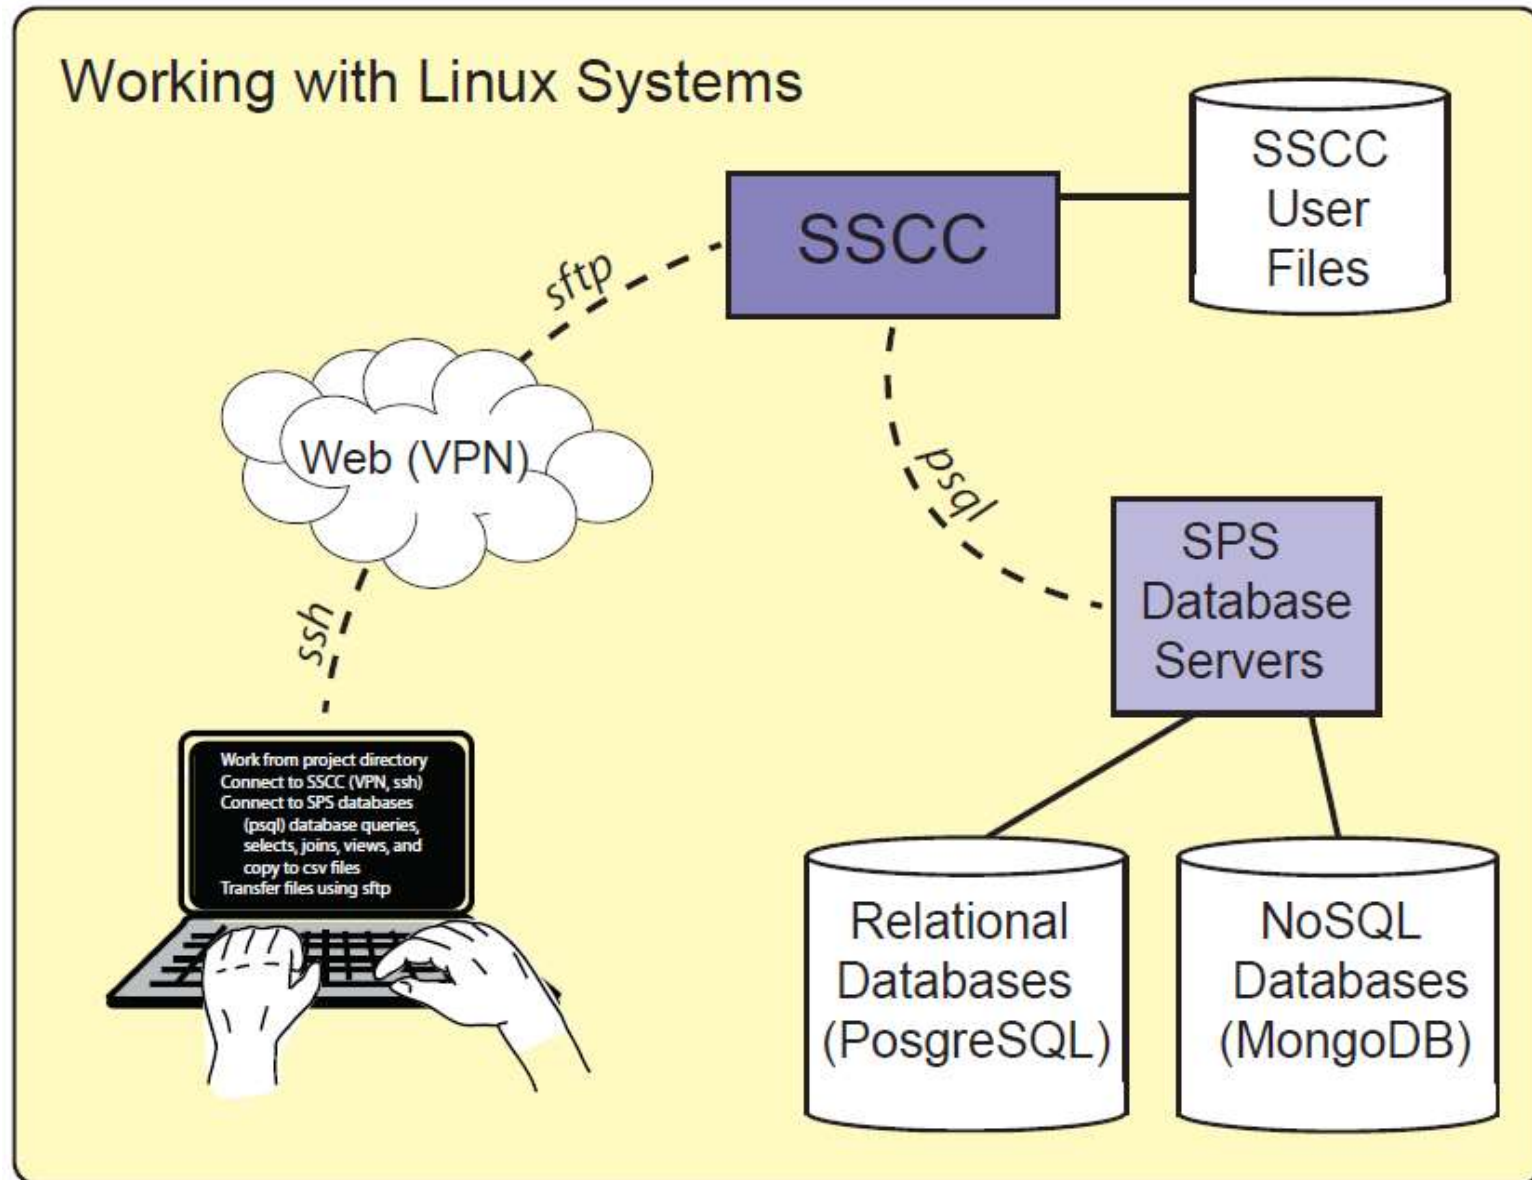 Working with Linux Systems
SSCC
User
Files
SSCC
sftp
Web (VPN)
psql
SPS
Database
Servers
ssh
Work from project directory
Connect to SSCC (VPN, ssh)
Connect to SPS databases
(psql) database queries,
selects, joins, views, and
copy to csv files
Transfer files using sftp
Relational
Databases
(PosgreSQL)
NoSQL
Databases
(MongoDB)